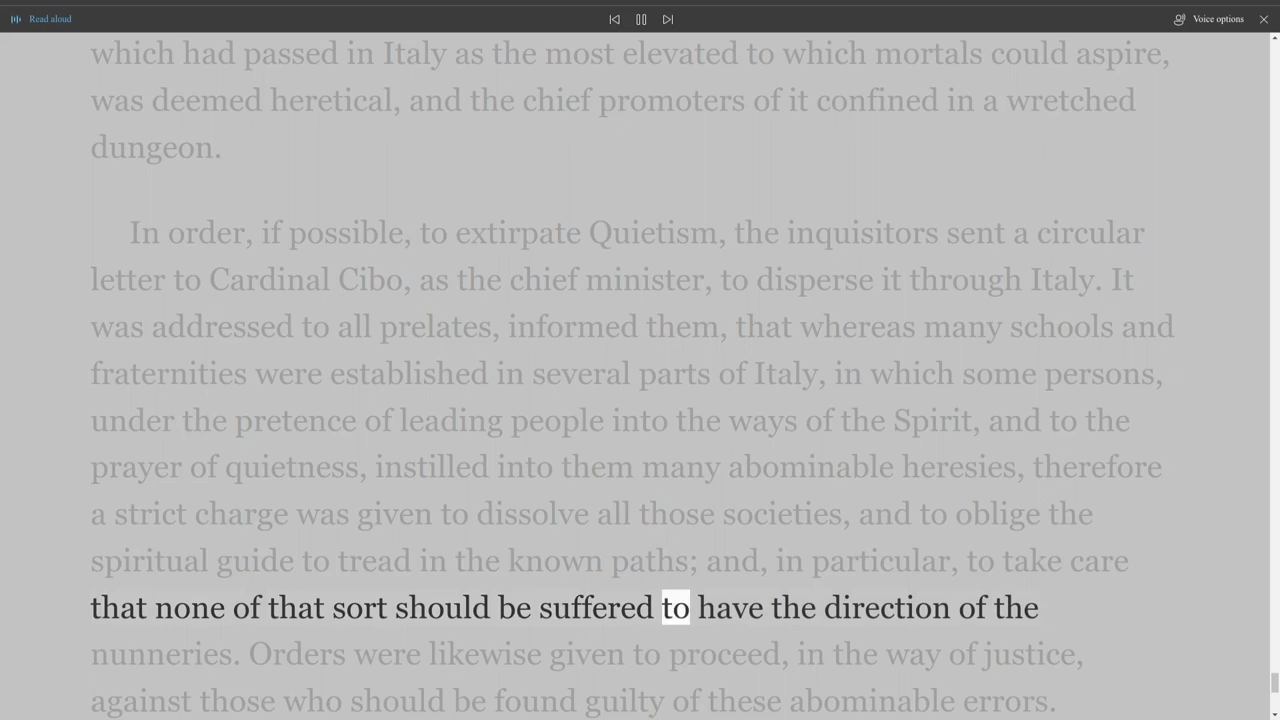 Read aloud
Voice options
which had passed in Italy as the most elevated to which mortals could aspire,
was deemed heretical, and the chief promoters of it confined in a wretched
dungeon.
In order, if possible, to extirpate Quietism, the inquisitors sent a circular
letter to Cardinal Cibo, as the chief minister, to disperse it through Italy. It
was addressed to all prelates, informed them, that whereas many schools and
fraternities were established in several parts of Italy, in which some persons,
under the pretence of leading people into the ways of the Spirit, and to the
prayer of quietness, instilled into them many abominable heresies, therefore
a strict charge was given to dissolve all those societies, and to oblige the
spiritual guide to tread in the known paths; and, in particular, to take care
that none of that sort should be suffered to have the direction of the
nunneries. Orders were likewise given to proceed, in the way of justice,
against those who should be found guilty of these abominable errors.